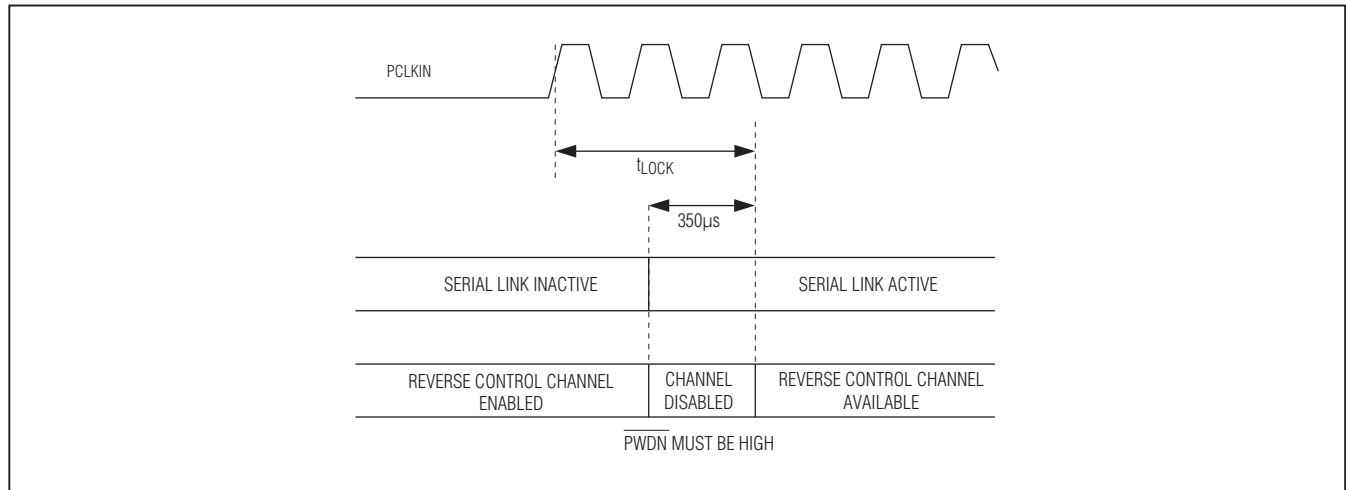 PCLKIN
tLOCK
350µs
SERIAL LINK INACTIVE
SERIAL LINK ACTIVE
REVERSE CONTROL CHANNEL
ENABLED
CHANNEL
DISABLED
REVERSE CONTROL CHANNEL
AVAILABLE
PWDN MUST BE HIGH